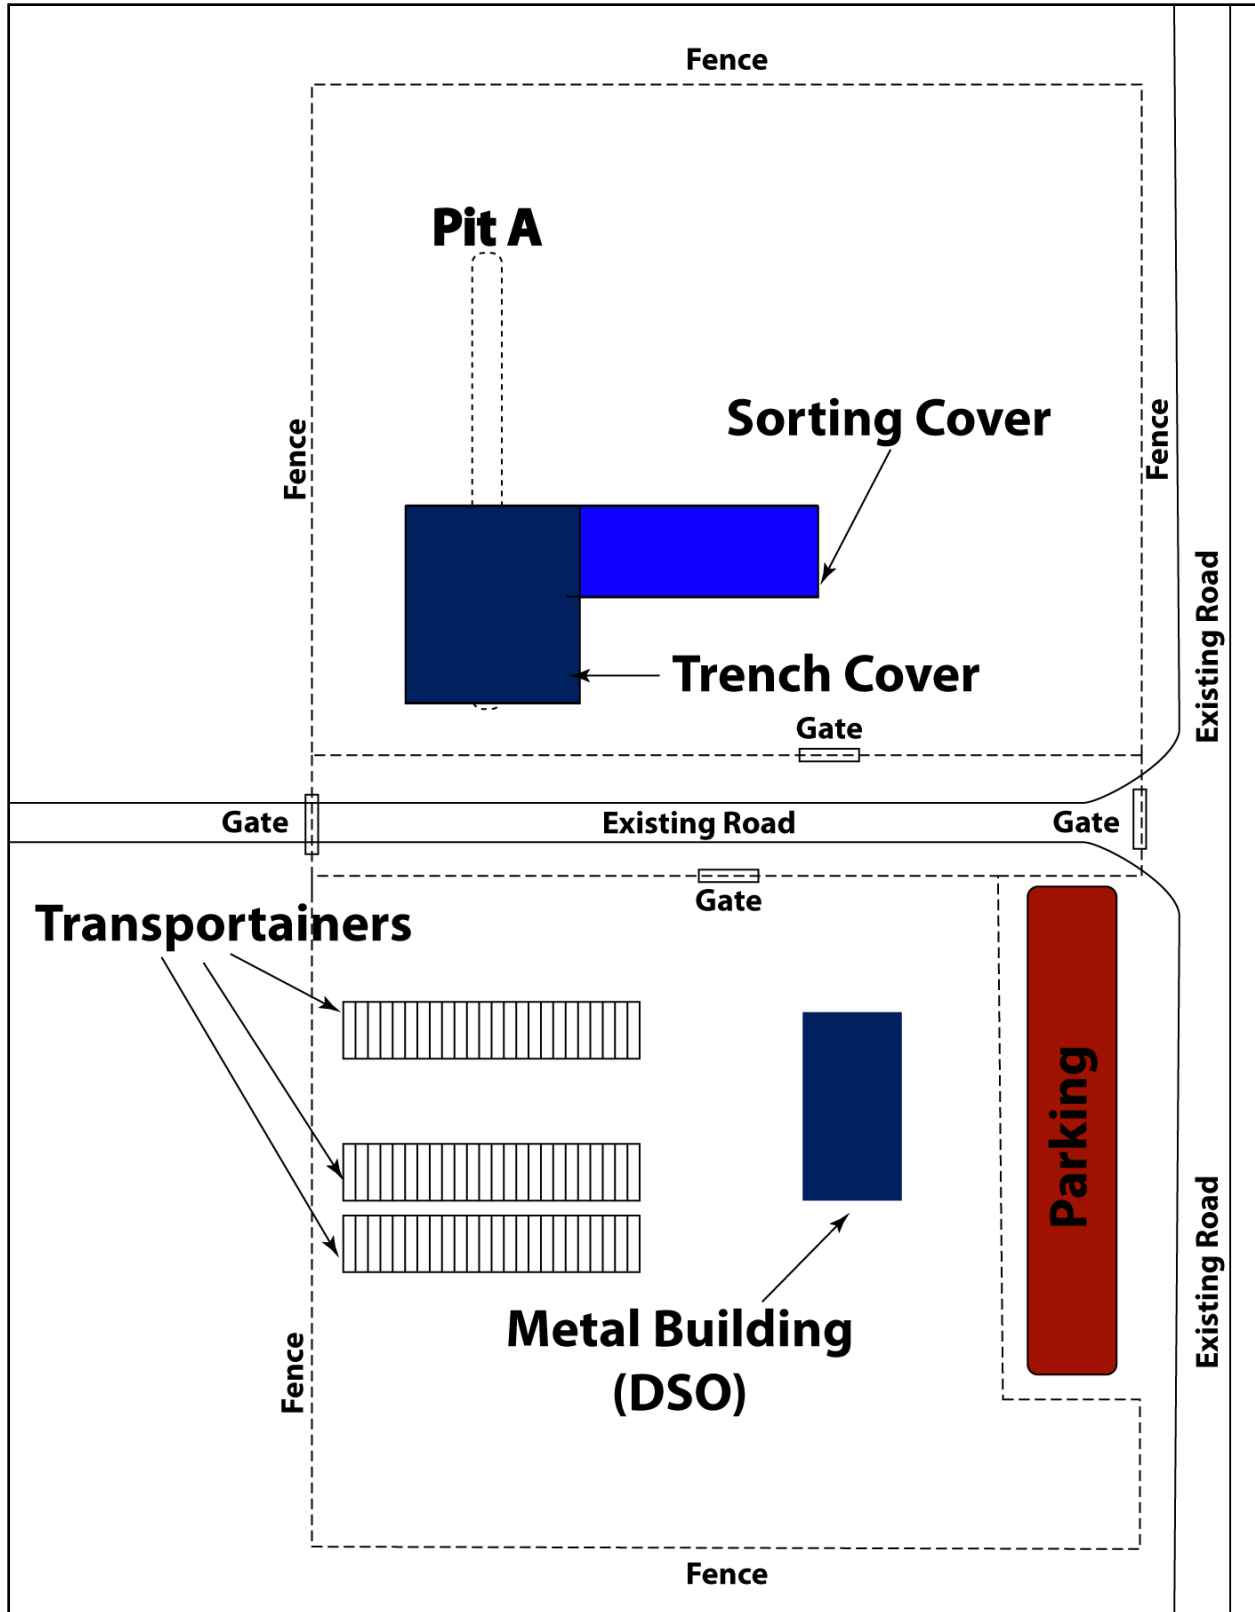 Fence
Pit A
Sorting Cover
Fence
Fence
Existing Road
Trench Cover
Gate
Gate
Existing Road
Gate
Gate
Transportainers
Parking
Existing Road
Metal Building
(DSO)
Fence
Fence